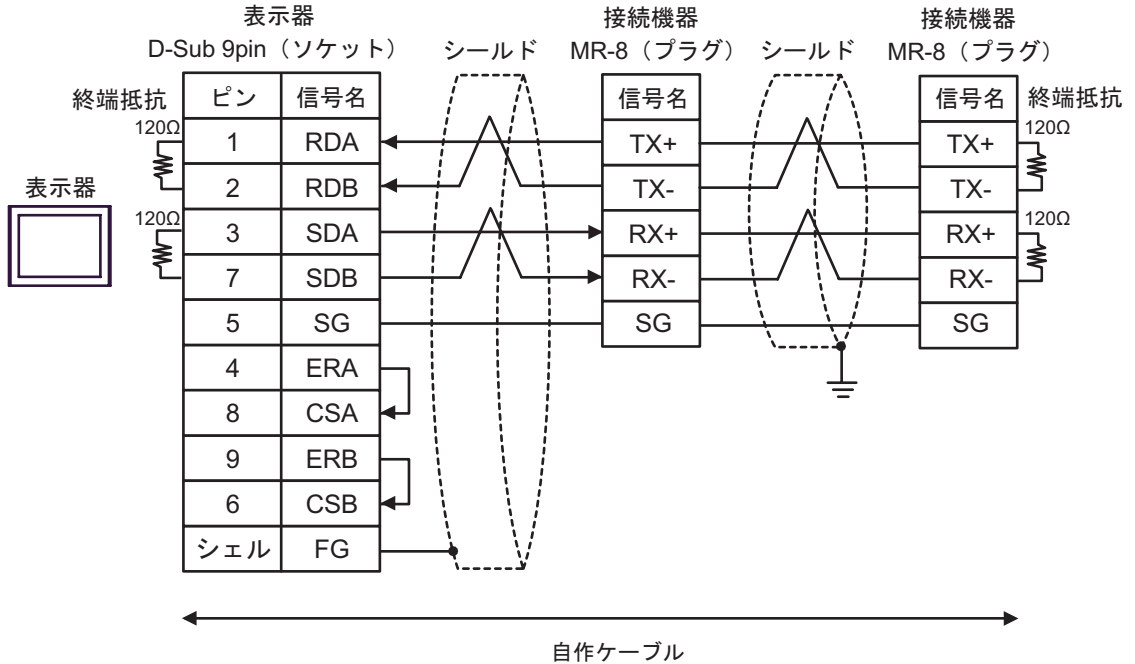 表示器
D-Sub 9pin（ソケット）
シールド
接続機器
MR-8（プラグ）
シールド
接続機器
MR-8（プラグ）
終端抵抗
ピン 信号名
信号名
信号名
終端抵抗
120Ω
1 RDA
TX+
TX+
120Ω
2 RDB
TX-
TX-
表示器
120Ω
3 SDA
RX+
RX+
120Ω
7 SDB
RX-
RX-
5 SG
SG
SG
4 ERA
8 CSA
9 ERB
6 CSB
シェル FG
自作ケーブル